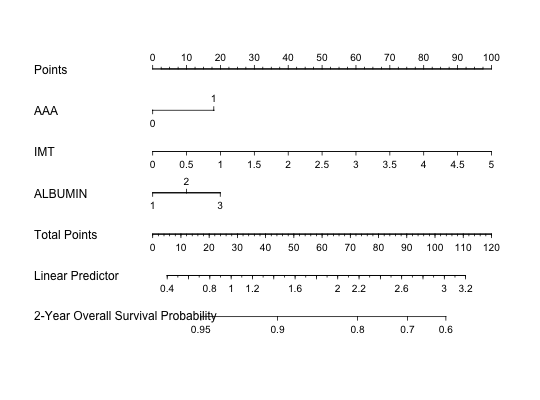 0 10 20 30 40 50 60 70 80 90 100
Points
1
AAA
0
IMT
0 0.5 1 1.5 2 2.5 3 3.5 4 4.5 5
2
ALBUMIN
1 3
Total Points
0 10 20 30 40 50 60 70 80 90 100 110 120
Linear Predictor
0.4 0.8 1 1.2 1.6 2 2.2 2.6 3 3.2
2-Year Overall Survival Probability
0.95 0.9 0.8 0.7 0.6